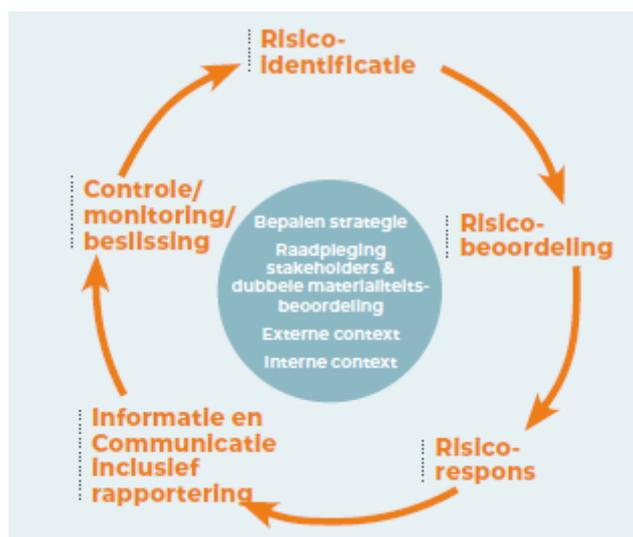 Risico-
identificatie
Risico-
beoordeling
Risico-
respons
Informatie en
Communicatie
inclusief
rapportering
Controle/
monitoring/
beslissing
Bepalen strategie
Raadpleging
stakeholders &
dubbele materialiteits-
beoordeling
Externe context
Interne context